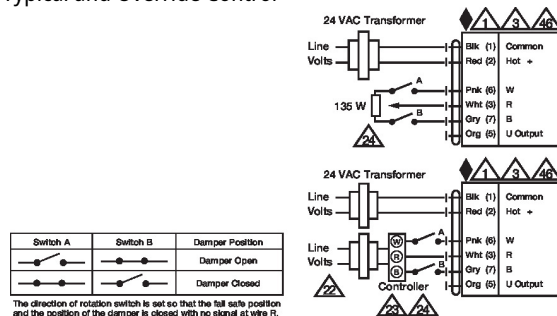 Typical and Override Control
24 VAC Transformer
1 3 46
Line
Volts
Blk (1) Common
Red (2) Hot +
A
Pnk (6) W
135 W
Wht (3) R
B
Gry (7) B
24
Org (5) U Output
24 VAC Transformer
1 3 46
Line
Volts
Blk (1) Common
Red (2) Hot +
A
Line
Volts
W
Pnk (6) W
R
Wht (3) R
B
B
Gry (7) B
22
Controller
Org (5) U Output
23 24
Switch A Switch B Damper Position
Damper Open
Damper Closed
The direction of rotation switch is set so that the fail safe position
and the position of the damper is closed with no signal at wire R.